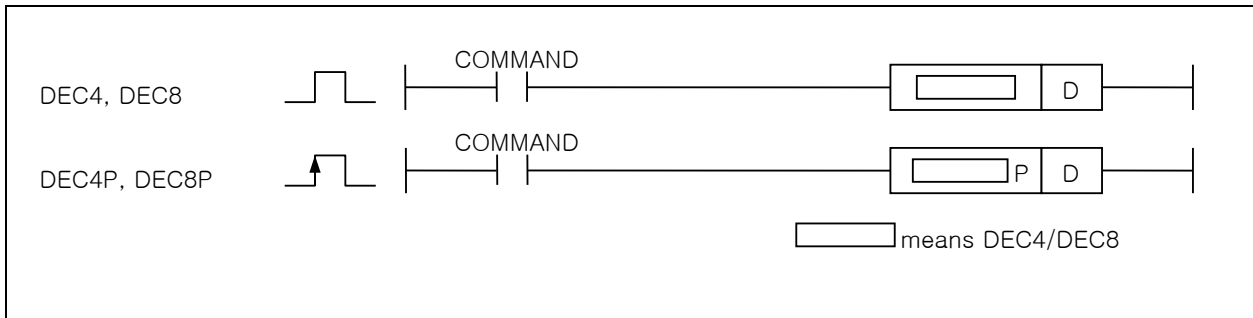 COMMAND
DEC4, DEC8
D
COMMAND
DEC4P, DEC8P
P
D
means DEC4/DEC8